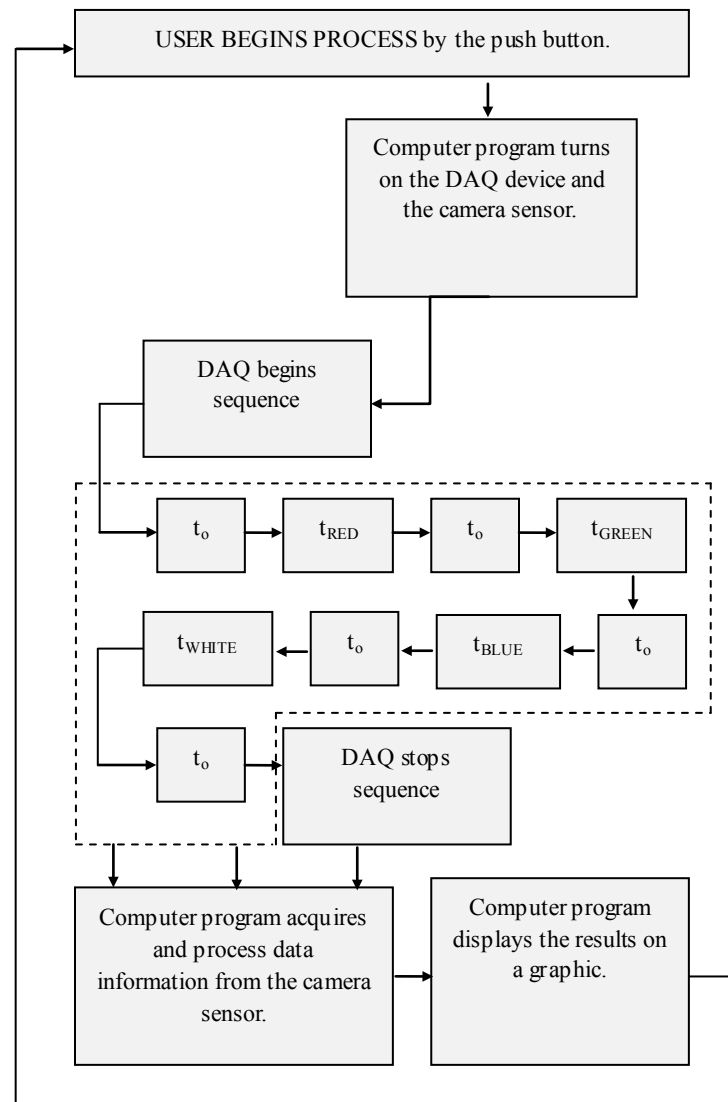 USER BEGINS PROCESS by the push button.
Computer program turns
on the DAQ device and
the camera sensor.
DAQ begins
sequence
to
tRED
to
tGREEN
to
tBLUE
to
tWHITE
to
DAQ stops
sequence
Computer program acquires
and process data
information from the camera
sensor.
Computer program
displays the results on
a graphic.